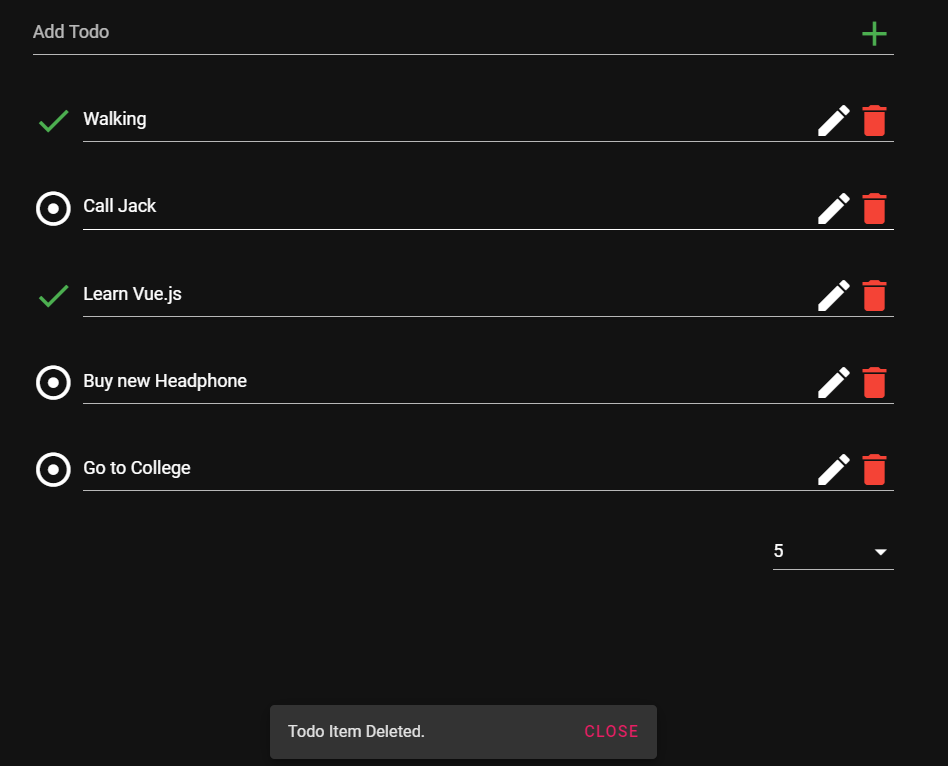 Add Todo
Walking
Call Jack
Learn Vue.js
Buy new Headphone
Go to College
5
Todo Item Deleted. CLOSE